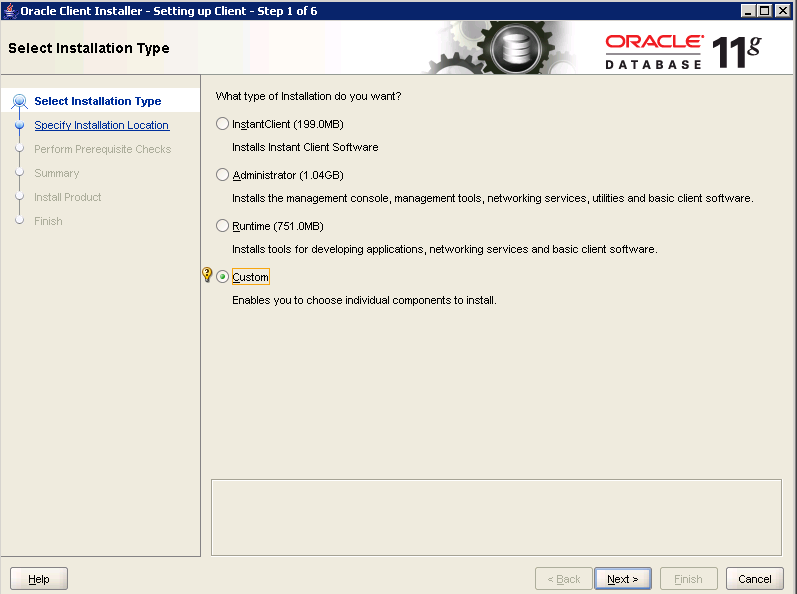 Oracle Client Installer - Setting up Client - Step 1 of 6
Select Installation Type
ORACLE 11g
DATABASE
Select Installation Type
Specify Installation Location
Perform Prerequisite Checks
Summary
Install Product
Finish
What type of Installation do you want?
InstantClient (199.0MB)
Installs Instant Client Software
Administrator (1.04GB)
Installs the management console, management tools, networking services, utilities and basic client software.
Runtime (751.0MB)
Installs tools for developing applications, networking services and basic client software.
Custom
Enables you to choose individual components to install.
Help
< Back
Next >
Finish
Cancel